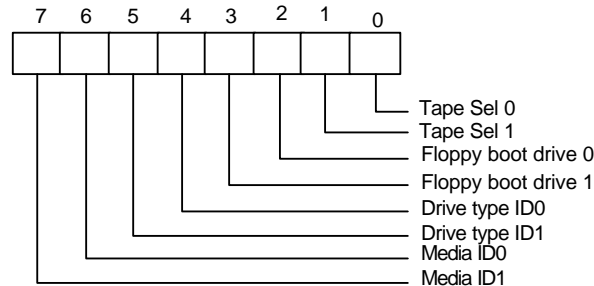 7 6 5 4 3 2 1 0
Tape Sel 0
Tape Sel 1
Floppy boot drive 0
Floppy boot drive 1
Drive type ID0
Drive type ID1
Media ID0
Media ID1